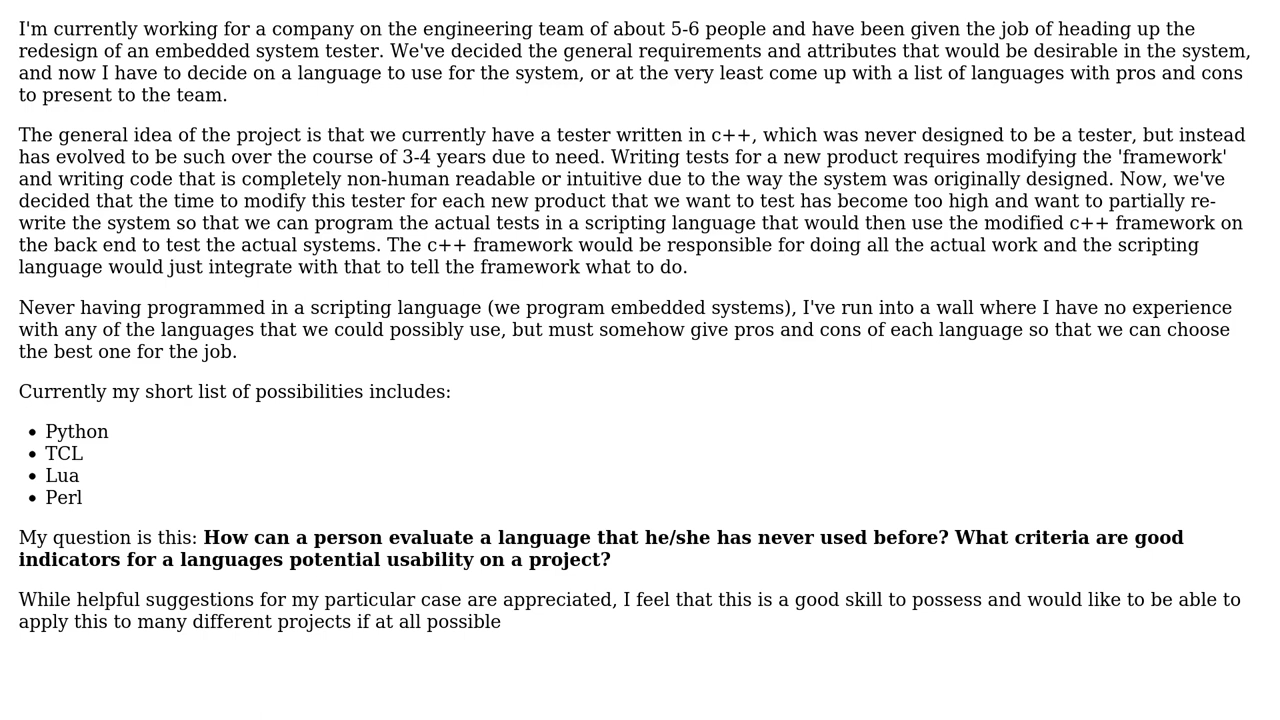 I'm currently working for a company on the engineering team of about 5-6 people and have been given the job of heading up the
redesign of an embedded system tester. We've decided the general requirements and attributes that would be desirable in the system,
and now I have to decide on a language to use for the system, or at the very least come up with a list of languages with pros and cons
to present to the team.
The general idea of the project is that we currently have a tester written in c++, which was never designed to be a tester, but instead
has evolved to be such over the course of 3-4 years due to need. Writing tests for a new product requires modifying the 'framework'
and writing code that is completely non-human readable or intuitive due to the way the system was originally designed. Now, we've
decided that the time to modify this tester for each new product that we want to test has become too high and want to partially re-
write the system so that we can program the actual tests in a scripting language that would then use the modified c++ framework on
the back end to test the actual systems. The c++ framework would be responsible for doing all the actual work and the scripting
language would just integrate with that to tell the framework what to do.
Never having programmed in a scripting language (we program embedded systems), I've run into a wall where I have no experience
with any of the languages that we could possibly use, but must somehow give pros and cons of each language so that we can choose
the best one for the job.
Currently my short list of possibilities includes:
• Python
• TCL
• Lua
• Perl
My question is this: How can a person evaluate a language that he/she has never used before? What criteria are good
indicators for a languages potential usability on a project?
While helpful suggestions for my particular case are appreciated, I feel that this is a good skill to possess and would like to be able to
apply this to many different projects if at all possible